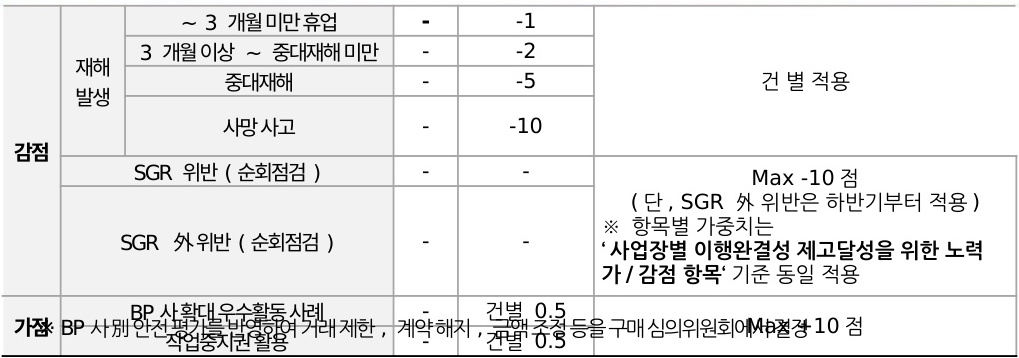 감점
재해
발생
~ 3 개월 미만 휴업 - -1
3 개월 이상 ~ 중대재해 미만 - -2
중대재해 - -5
사망 사고 - -10
건 별 적용
SGR 위반 ( 순회점검 ) - -
SGR 外 위반 ( 순회점검 ) - -
Max -10 점
( 단 , SGR 外 위반은 하반기부터 적용 )
※ 항목별 가중치는
‘ 사업장별 이행완결성 제고달성을 위한 노력
가 / 감점 항목‘ 기준 동일 적용
가점
BP 사 확대 우수활동 사례 - 건별 0.5
작업중지권 활용 - 건별 0.5
Max +10 점
※ BP 사 別 안전 평가를 반영하여 거래 제한 , 계약 해지 , 금액 조정 등을 구매 심의위원회에서 결정